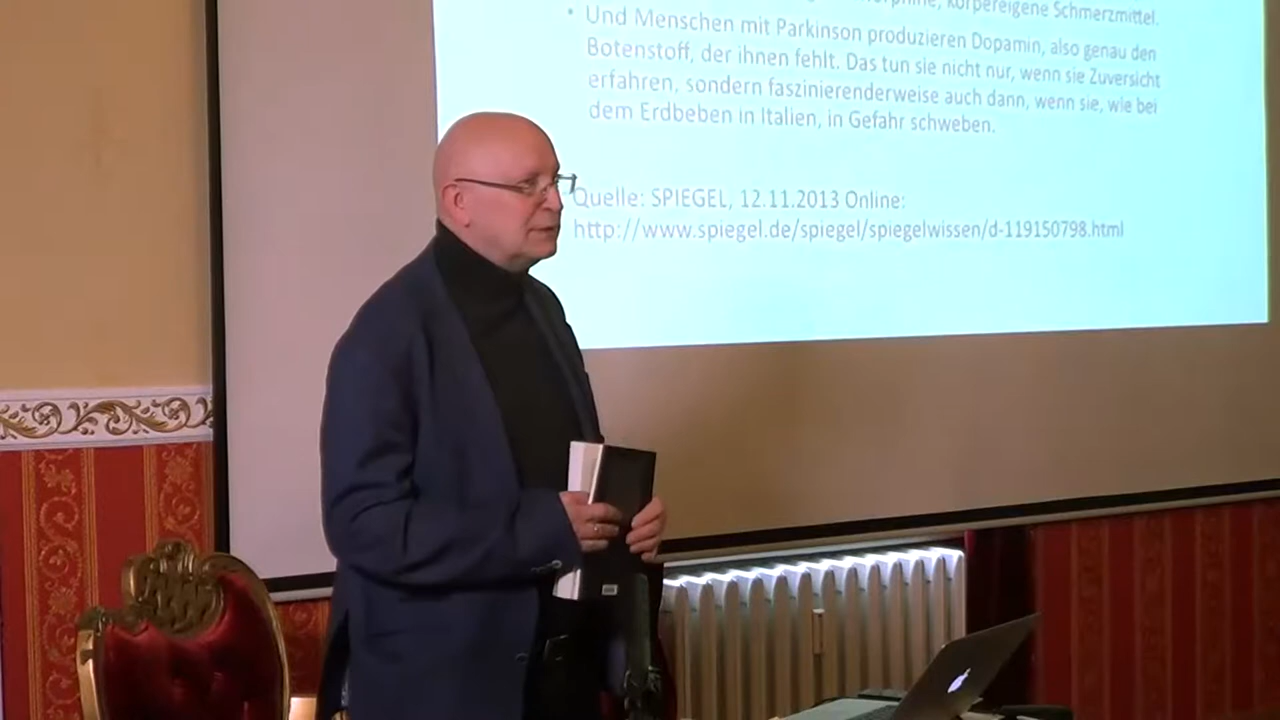 körpereigene Schmerzmittel.
• Und Menschen mit Parkinson produzieren Dopamin, also genau den
Botenstoff, der ihnen fehlt. Das tun sie nicht nur, wenn sie Zuversicht
erfahren, sondern faszinierenderweise auch dann, wenn sie, wie bei
dem Erdbeben in Italien, in Gefahr schweben.
Quelle: SPIEGEL, 12.11.2013 Online:
http://www.spiegel.de/spiegel/spiegelwissen/d-119150798.html